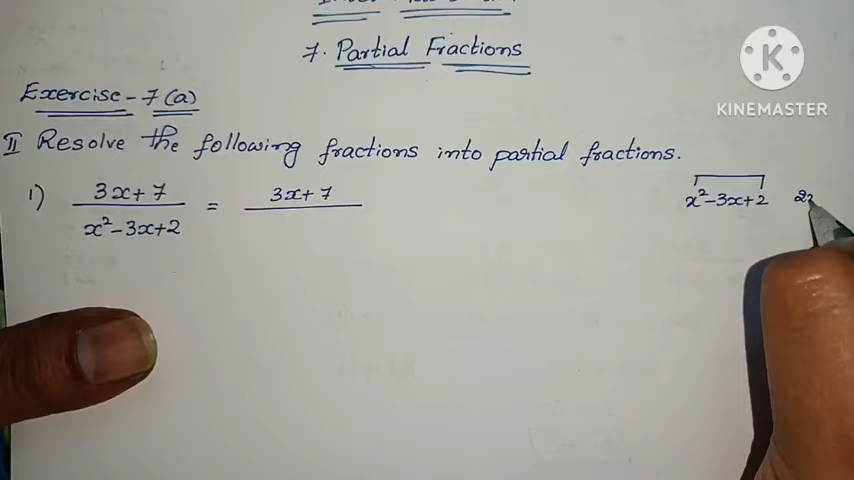 7. Partial Fractions
KINEMASTER
Exercise - 7(a)
II Resolve the following fractions into partial fractions.
1) 3x+7 / x²-3x+2 = 3x+7
x²-3x+2